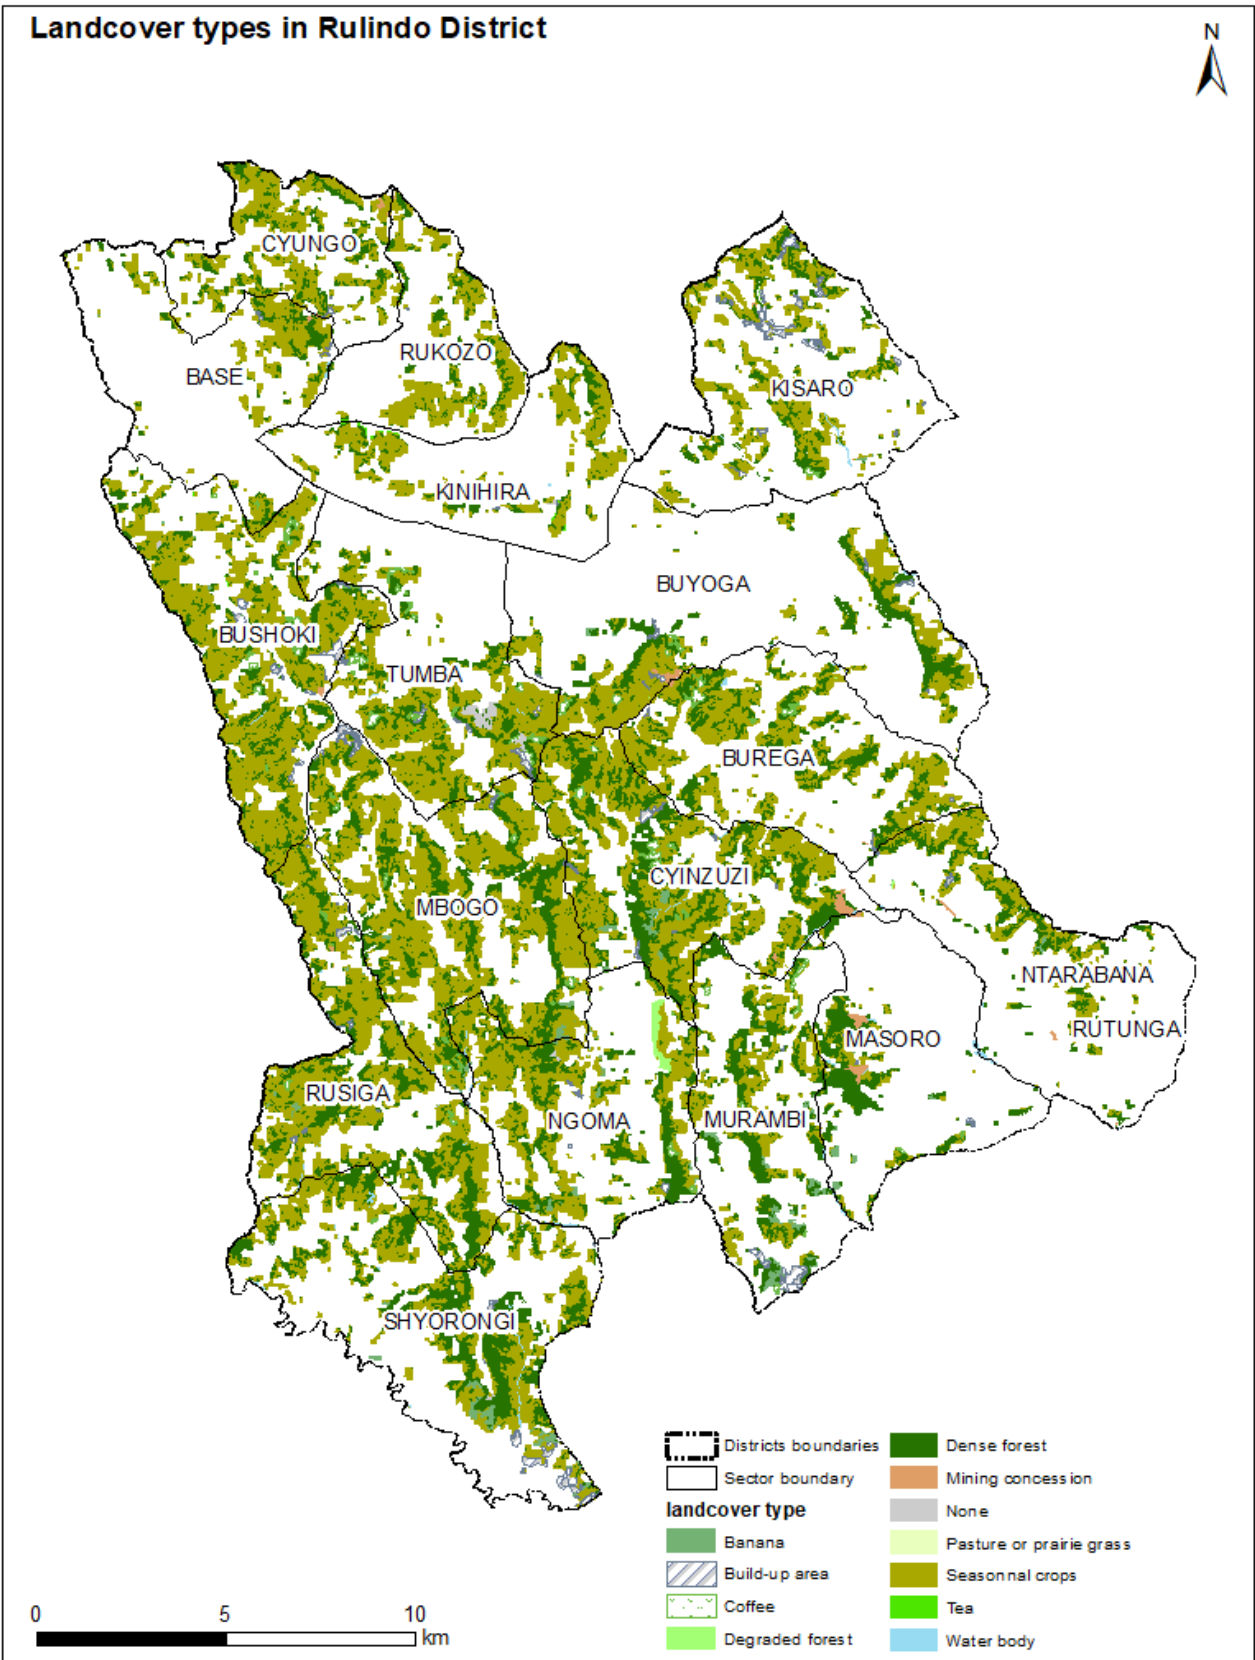 Landcover types in Rulindo District
N
CYUNGO
RUKOZO
BASE
KISARO
KINIHIRA
BUYOGA
BUSHOKI
TUMBA
BUREGA
CYINZUZI
MBOGO
NTARABANA
RUTUNGA
MASORO
RUSIGA
NGOMA
MURAMBI
SHYORONGI
Districts boundaries
Sector boundary
landcover type
Banana
Build-up area
Coffee
Degraded forest
Dense forest
Mining concession
None
Pasture or prairie grass
Seasonnal crops
Tea
Water body
0 5 10
km